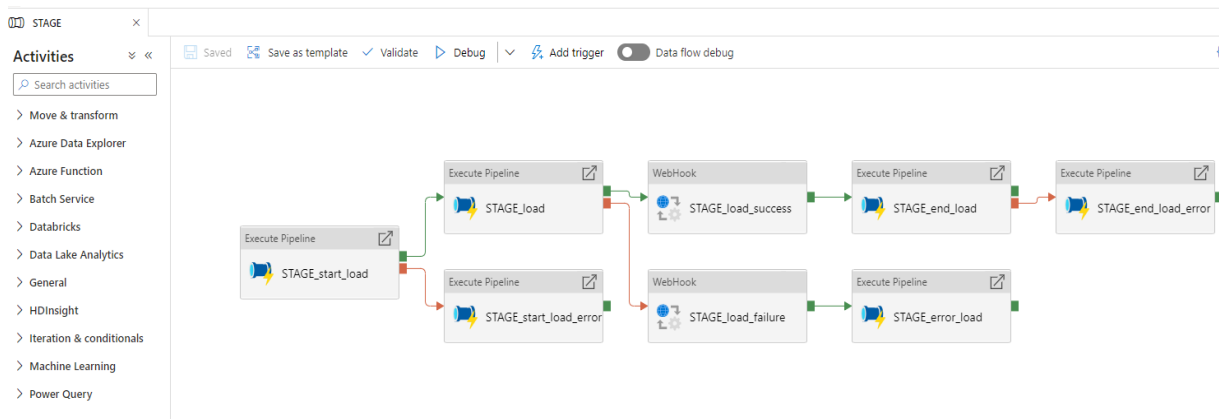 STAGE
Activities
Search activities
Move & transform
Azure Data Explorer
Azure Function
Batch Service
Databricks
Data Lake Analytics
General
HDInsight
Iteration & conditionals
Machine Learning
Power Query
Saved
Save as template
Validate
Debug
Add trigger
Data flow debug
Execute Pipeline
STAGE_start_load
Execute Pipeline
STAGE_load
WebHook
STAGE_load_success
Execute Pipeline
STAGE_end_load
Execute Pipeline
STAGE_end_load_error
Execute Pipeline
STAGE_start_load_error
WebHook
STAGE_load_failure
Execute Pipeline
STAGE_error_load